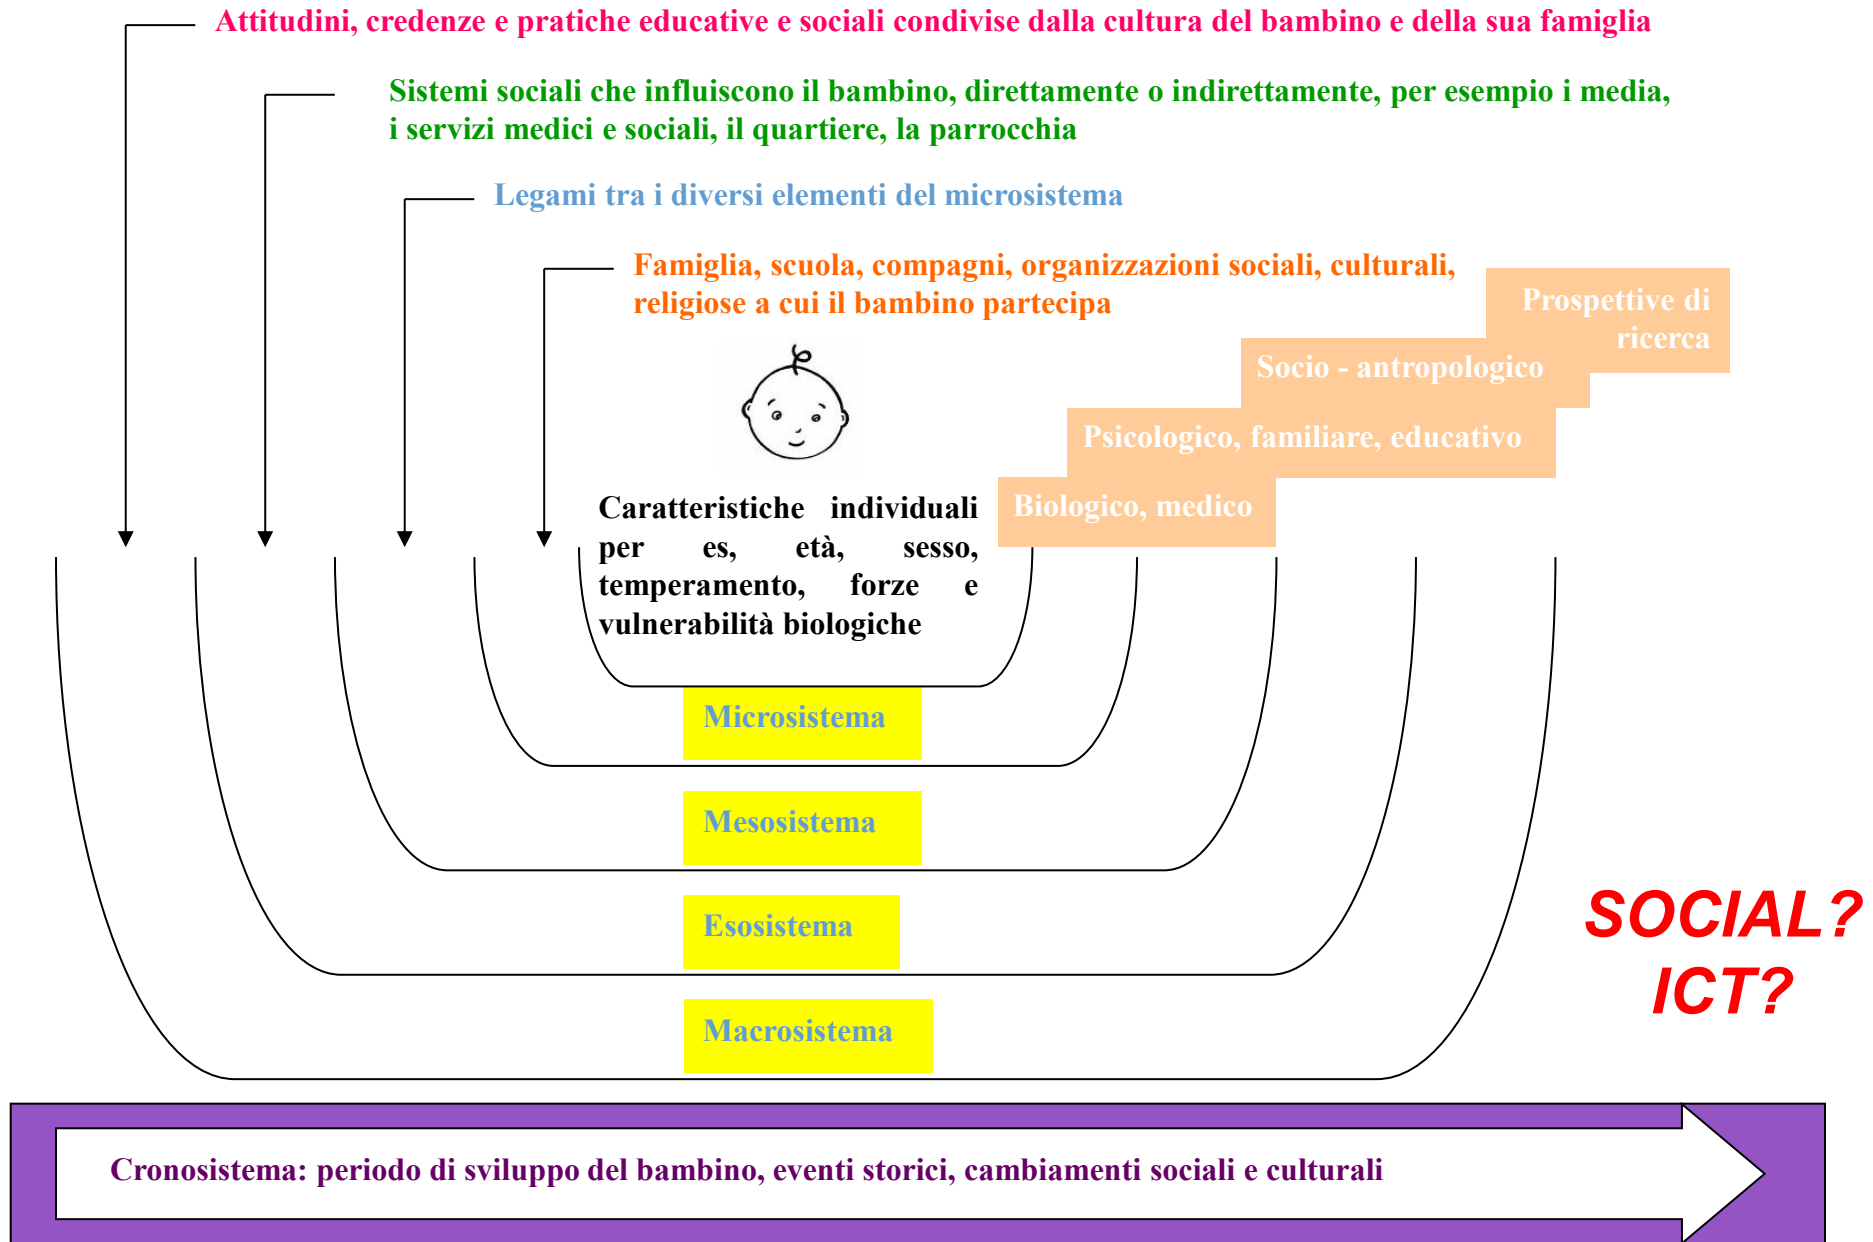 Attitudini, credenze e pratiche educative e sociali condivise dalla cultura del bambino e della sua famiglia
Sistemi sociali che influiscono il bambino, direttamente o indirettamente, per esempio i media,
i servizi medici e sociali, il quartiere, la parrocchia
Legami tra i diversi elementi del microsistema
Famiglia, scuola, compagni, organizzazioni sociali, culturali,
religiose a cui il bambino partecipa
Prospettive di
ricerca
Socio - antropologico
Psicologico, familiare, educativo
Biologico, medico
Caratteristiche individuali
per es, età, sesso,
temperamento, forze e
vulnerabilità biologiche
Microsistema
Mesosistema
Esosistema
Macrosistema
SOCIAL?
ICT?
Cronosistema: periodo di sviluppo del bambino, eventi storici, cambiamenti sociali e culturali